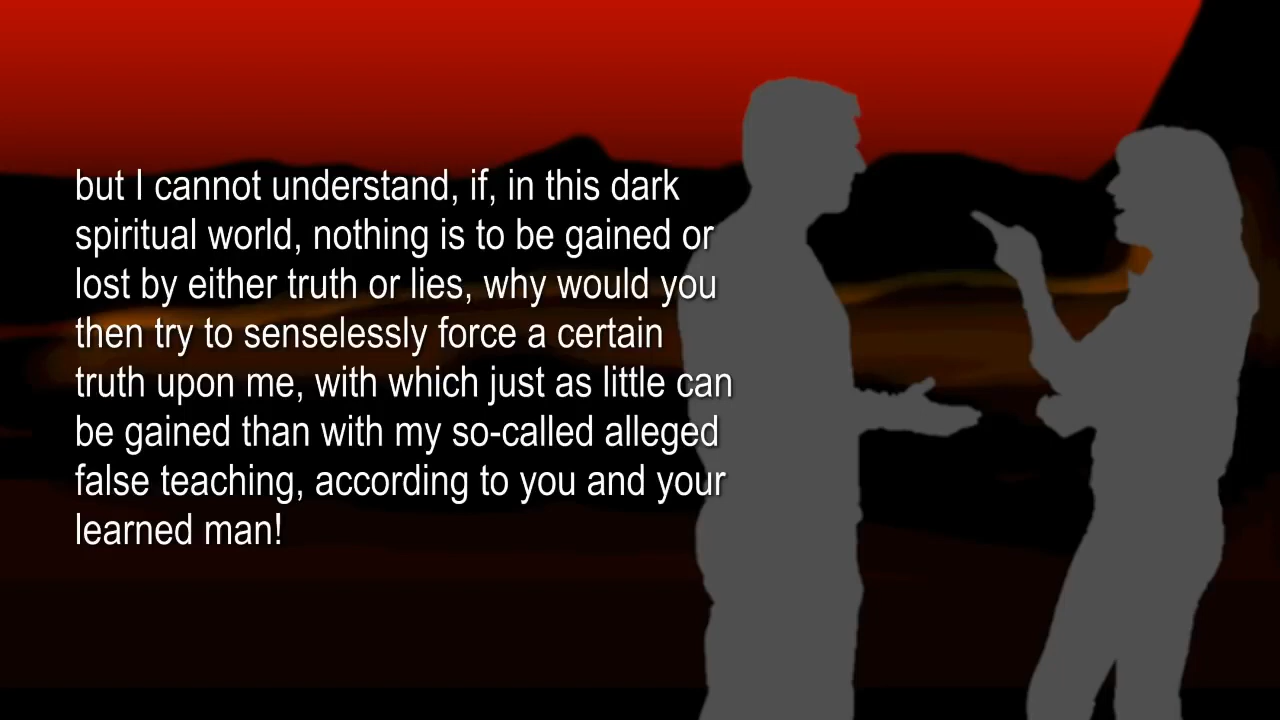 but I cannot understand, if, in this dark
spiritual world, nothing is to be gained or
lost by either truth or lies, why would you
then try to senselessly force a certain
truth upon me, with which just as little can
be gained than with my so-called alleged
false teaching, according to you and your
learned man!